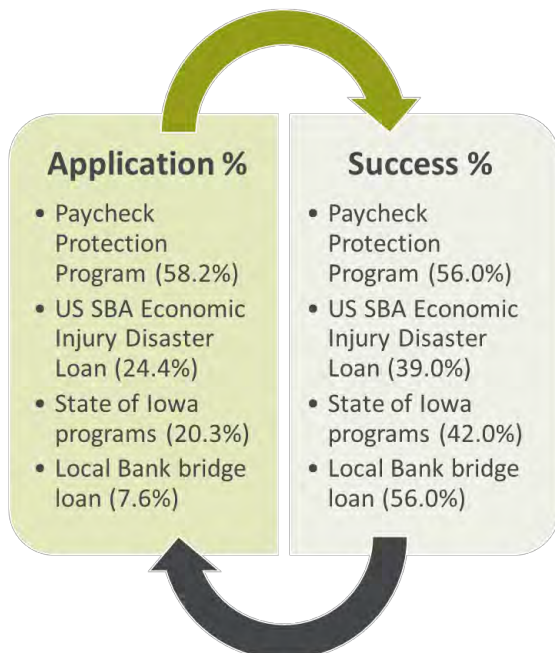 Application %
• Paycheck
Protection
Program (58.2%)
• US SBA Economic
Injury Disaster
Loan (24.4%)
• State of Iowa
programs (20.3%)
• Local Bank bridge
loan (7.6%)
Success %
• Paycheck
Protection
Program (56.0%)
• US SBA Economic
Injury Disaster
Loan (39.0%)
• State of Iowa
programs (42.0%)
• Local Bank bridge
loan (56.0%)